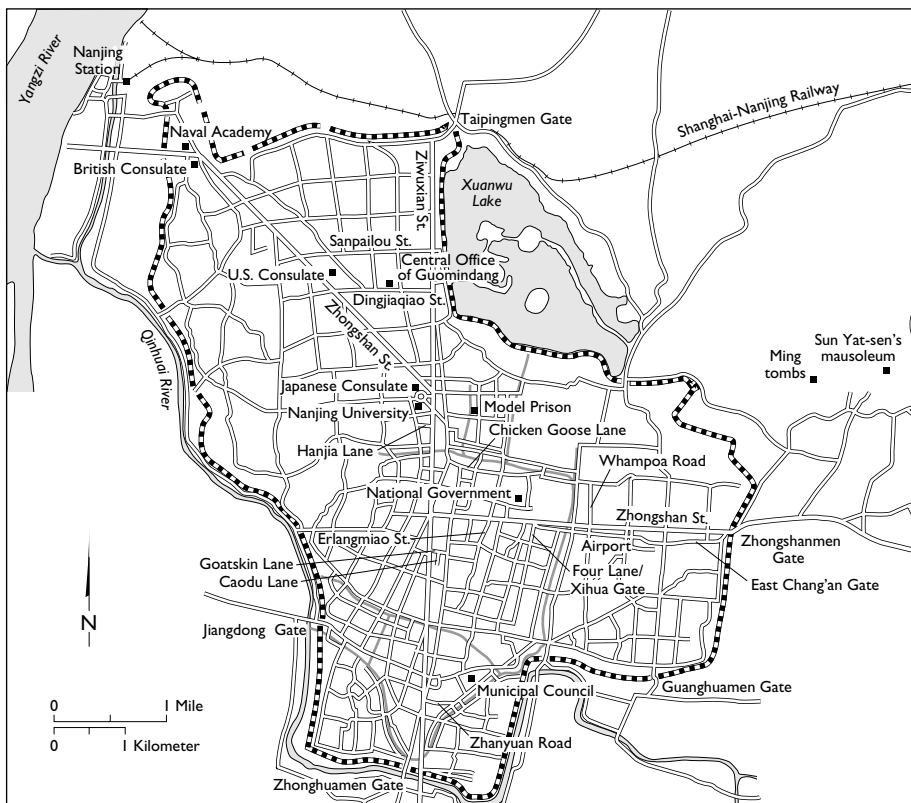 Yangzi River
Nanjing
Station
Taipingmen Gate
Shanghai-Nanjing Railway
Naval Academy
British Consulate
Ziwuxian St.
Xuanwu
Lake
Sanpailou St.
U.S. Consulate
Central Office
of Guomindang
Dingjiaqiao St.
Qinhuai River
Zhongshan St.
Sun Yat-sen's
mausoleum
Ming
tombs
Japanese Consulate
Nanjing University
Model Prison
Hanjia Lane
Chicken Goose Lane
Whampoa Road
National Government
Zhongshan St.
Erlangmiao St.
Zhongshanmen
Gate
Airport
Goatskin Lane
Caodu Lane
Four Lane/
Xihua Gate
East Chang'an Gate
N
Jiangdong Gate
Municipal Council
Guanghuamen Gate
0 1 Mile
0 1 Kilometer
Zhanyuan Road
Zhonghuamen Gate